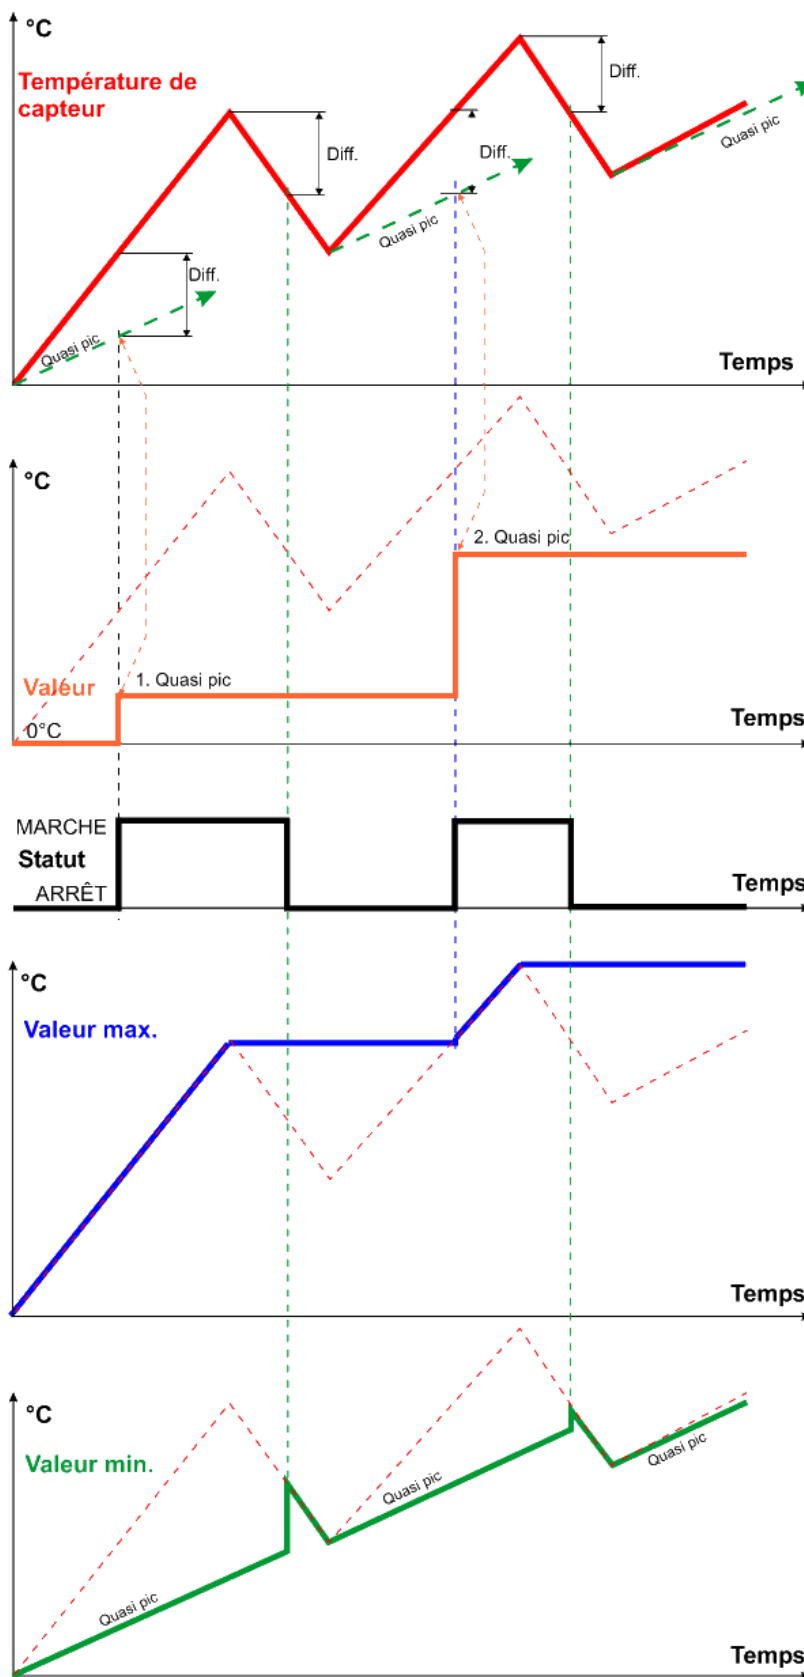 °C
Température de
capteur
Diff.
Diff.
Diff.
Diff.
Quasi pic
Quasi pic
Quasi pic
Temps
°C
2. Quasi pic
Valeur
1. Quasi pic
0°C
Temps
MARCHE
Statut
ARRÊT
Temps
°C
Valeur max.
Temps
°C
Valeur min.
Quasi pic
Quasi pic
Quasi pic
Temps